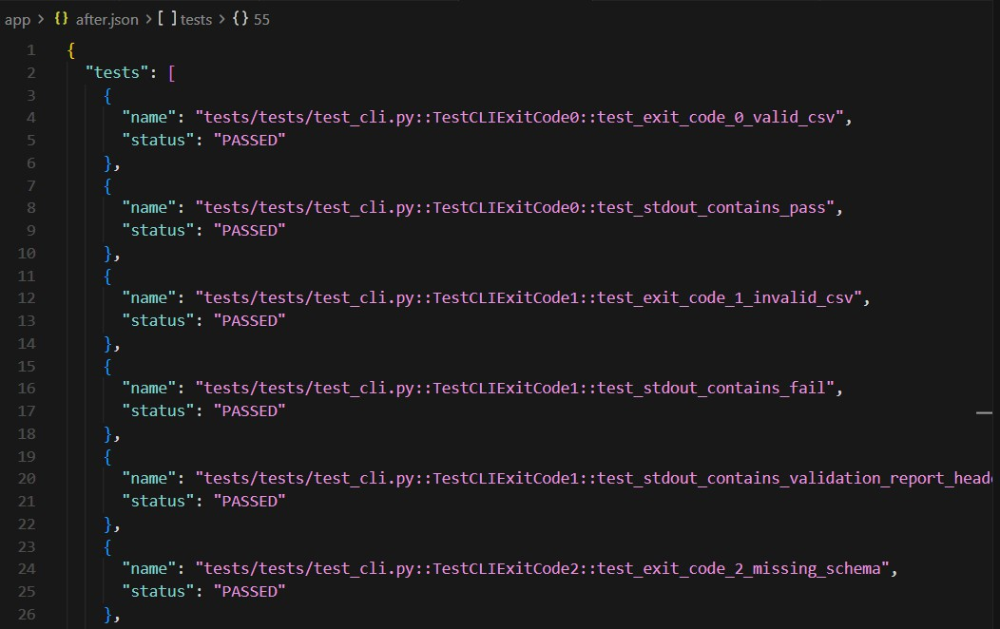 app > {} after.json > [ ] tests > {} 55
1 {
2 "tests": [
3 {
4 "name": "tests/tests/test_cli.py::TestCLIExitCode0::test_exit_code_0_valid_csv",
5 "status": "PASSED"
6 },
7 {
8 "name": "tests/tests/test_cli.py::TestCLIExitCode0::test_stdout_contains_pass",
9 "status": "PASSED"
10 },
11 {
12 "name": "tests/tests/test_cli.py::TestCLIExitCode1::test_exit_code_1_invalid_csv",
13 "status": "PASSED"
14 },
15 {
16 "name": "tests/tests/test_cli.py::TestCLIExitCode1::test_stdout_contains_fail",
17 "status": "PASSED"
18 },
19 {
20 "name": "tests/tests/test_cli.py::TestCLIExitCode1::test_stdout_contains_validation_report_head
21 "status": "PASSED"
22 },
23 {
24 "name": "tests/tests/test_cli.py::TestCLIExitCode2::test_exit_code_2_missing_schema",
25 "status": "PASSED"
26 },